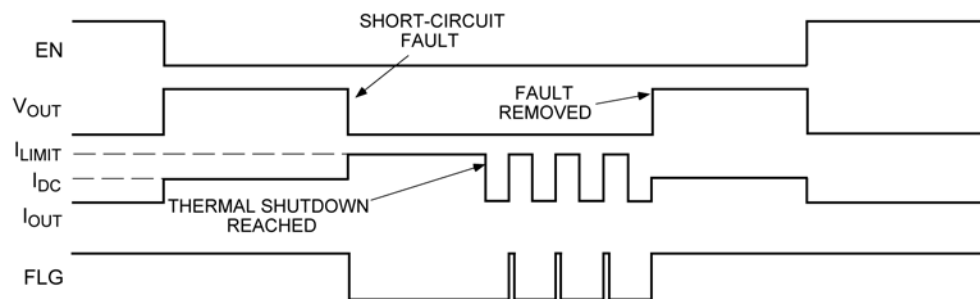 SHORT-CIRCUIT
FAULT
EN
FAULT
REMOVED
VOUT
ILIMIT
IDC
THERMAL SHUTDOWN
REACHED
IOUT
FLG